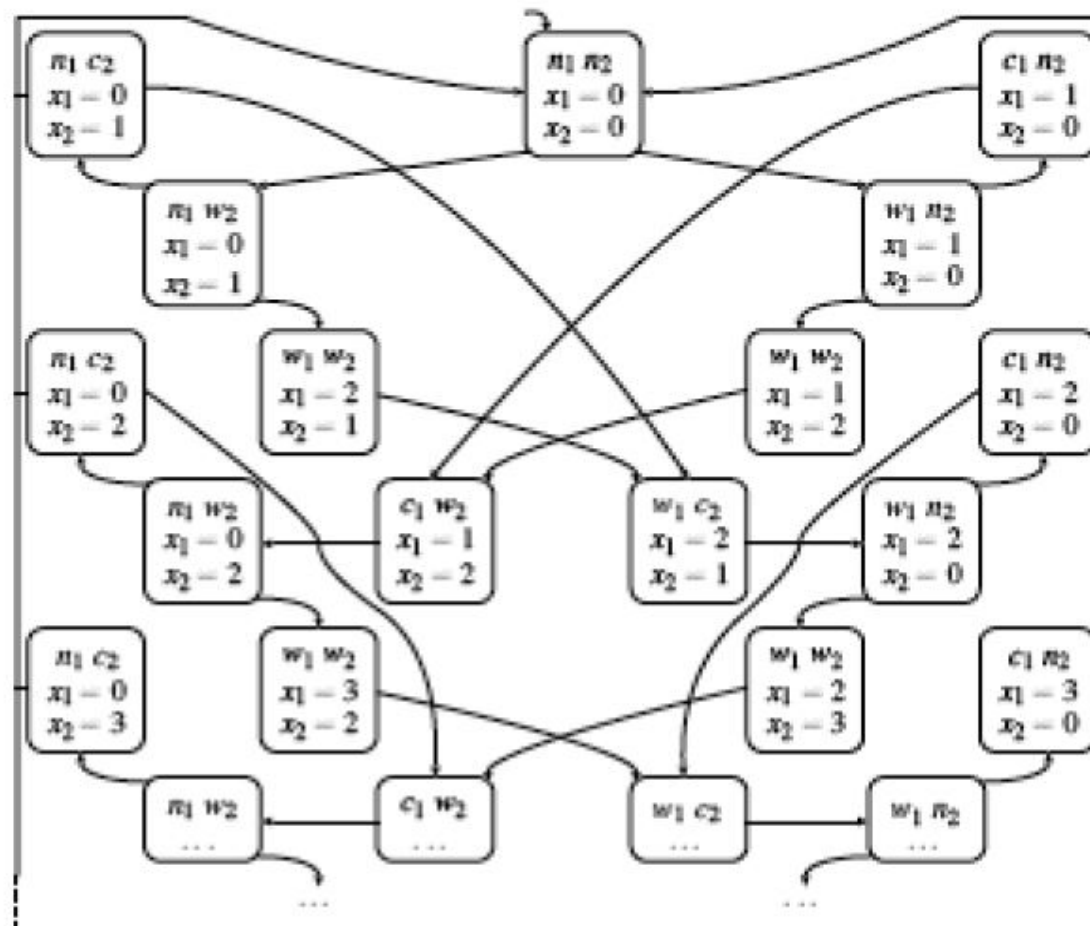 n₁ c₂
x₁ = 0
x₂ = 1
n₁ n₂
x₁ = 0
x₂ = 0
c₁ n₂
x₁ = 1
x₂ = 0
n₁ w₂
x₁ = 0
x₂ = 1
w₁ n₂
x₁ = 1
x₂ = 0
n₁ c₂
x₁ = 0
x₂ = 2
w₁ w₂
x₁ = 2
x₂ = 1
w₁ w₂
x₁ = 1
x₂ = 2
c₁ n₂
x₁ = 2
x₂ = 0
n₁ w₂
x₁ = 0
x₂ = 2
c₁ w₂
x₁ = 1
x₂ = 2
w₁ c₂
x₁ = 2
x₂ = 1
w₁ n₂
x₁ = 2
x₂ = 0
n₁ c₂
x₁ = 0
x₂ = 3
w₁ w₂
x₁ = 3
x₂ = 2
w₁ w₂
x₁ = 2
x₂ = 3
c₁ n₂
x₁ = 3
x₂ = 0
n₁ w₂
...
c₁ w₂
...
w₁ c₂
...
w₁ n₂
...
...
...